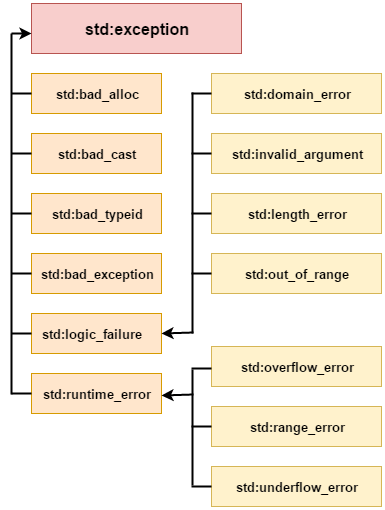 std:exception
std:bad_alloc
std:domain_error
std:bad_cast
std:invalid_argument
std:bad_typeid
std:length_error
std:bad_exception
std:out_of_range
std:logic_failure
std:overflow_error
std:runtime_error
std:range_error
std:underflow_error